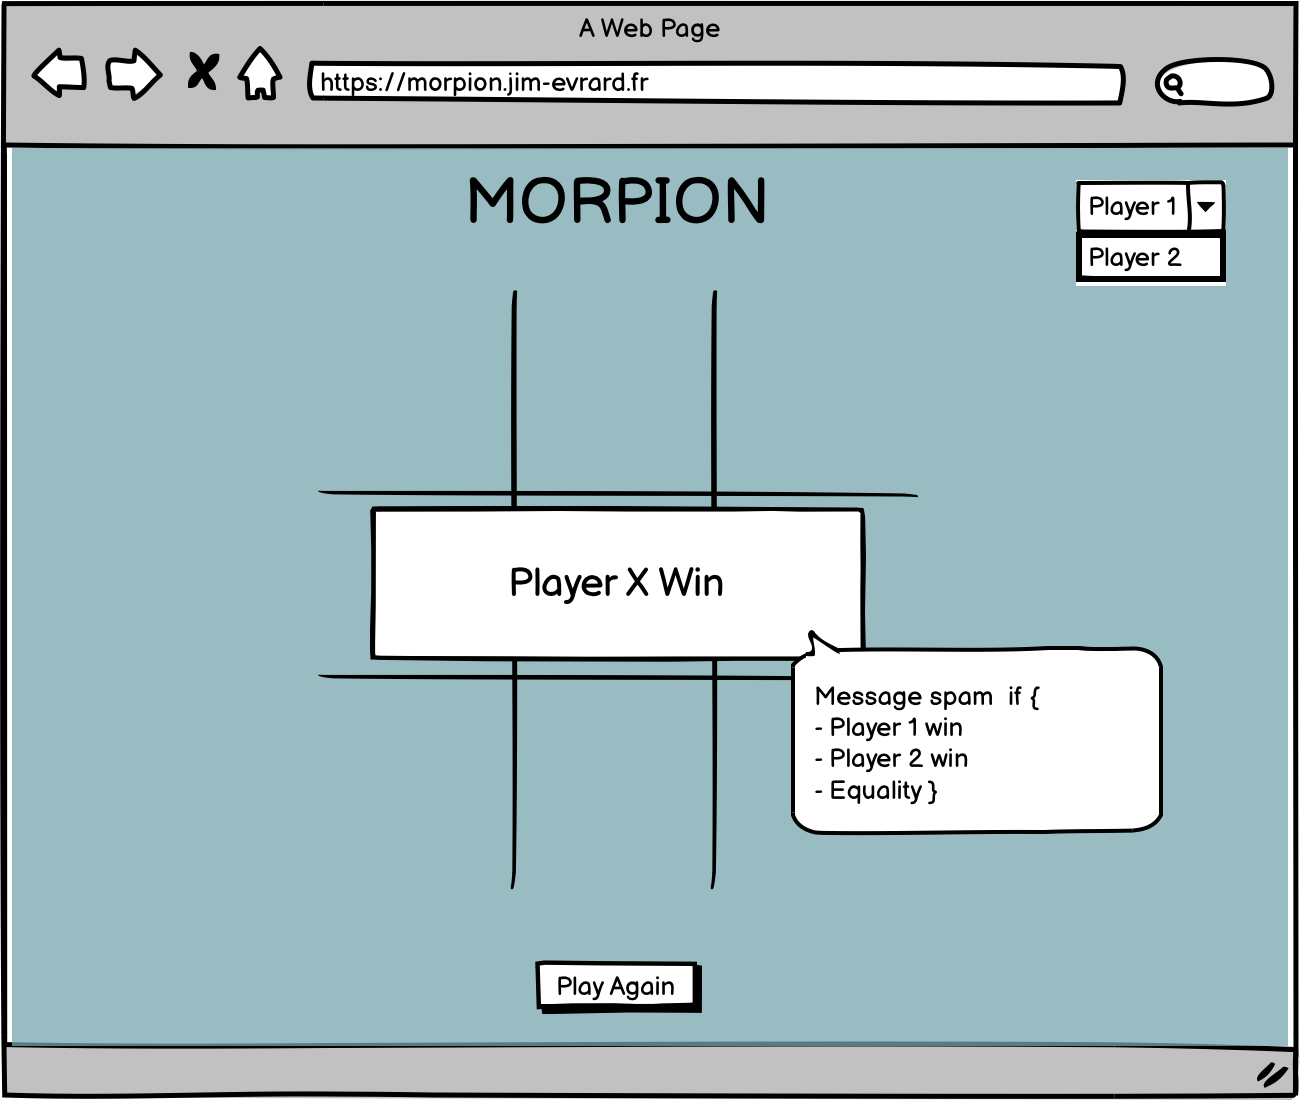 A Web Page
https://morpion.jim-evrard.fr
MORPION
Player 1
Player 2
Player X Win
Message spam  if {
- Player 1 win
- Player 2 win
- Equality }
Play Again